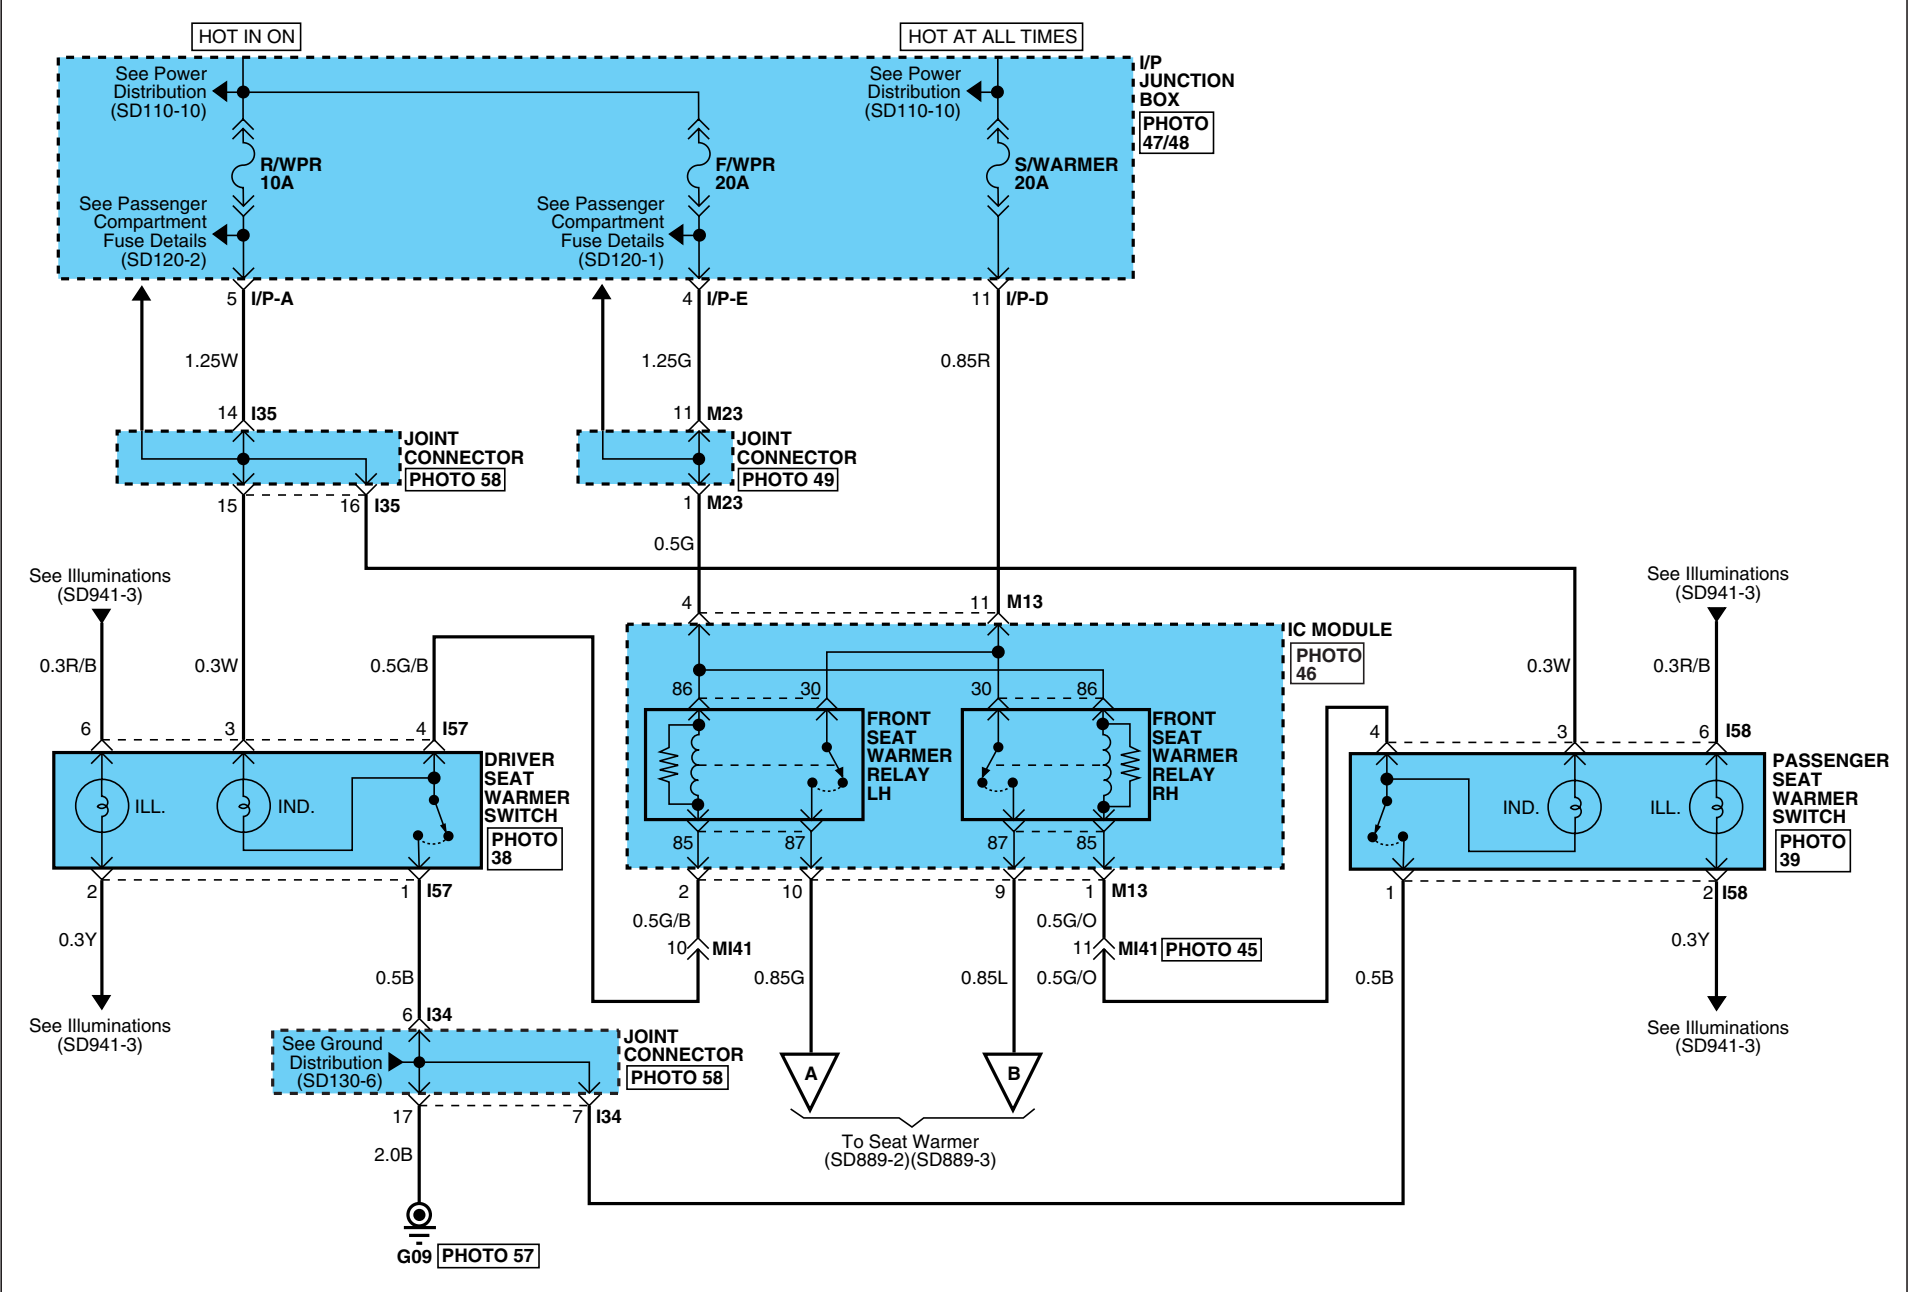 HOT IN ON
HOT AT ALL TIMES
See Power
Distribution
(SD110-10)
See Power
Distribution
(SD110-10)
I/P
JUNCTION
BOX
PHOTO
47/48
R/WPR
10A
F/WPR
20A
S/WARMER
20A
See Passenger
Compartment
Fuse Details
(SD120-2)
See Passenger
Compartment
Fuse Details
(SD120-1)
5 I/P-A
4 I/P-E
11 I/P-D
1.25W
1.25G
0.85R
14 I35
11 M23
JOINT
CONNECTOR
PHOTO 58
JOINT
CONNECTOR
PHOTO 49
15
16 I35
1 M23
0.5G
See Illuminations
(SD941-3)
See Illuminations
(SD941-3)
4
11 M13
IC MODULE
PHOTO
46
0.3R/B
0.3W
0.5G/B
0.3W
0.3R/B
86
30
30
86
6
3
4 I57
FRONT
SEAT
WARMER
RELAY
LH
FRONT
SEAT
WARMER
RELAY
RH
4
3
6 I58
DRIVER
SEAT
WARMER
SWITCH
PHOTO
38
PASSENGER
SEAT
WARMER
SWITCH
PHOTO
39
ILL.
IND.
IND.
ILL.
85
87
87
85
2
1 I57
2
10
9
1 M13
1
2 I58
0.5G/B
0.5G/O
0.3Y
0.3Y
10 MI41
11 MI41 PHOTO 45
0.5B
0.85G
0.85L
0.5G/O
0.5B
6 I34
See Illuminations
(SD941-3)
See Illuminations
(SD941-3)
See Ground
Distribution
(SD130-6)
JOINT
CONNECTOR
PHOTO 58
A
B
17
7 I34
To Seat Warmer
(SD889-2)(SD889-3)
2.0B
G09 PHOTO 57